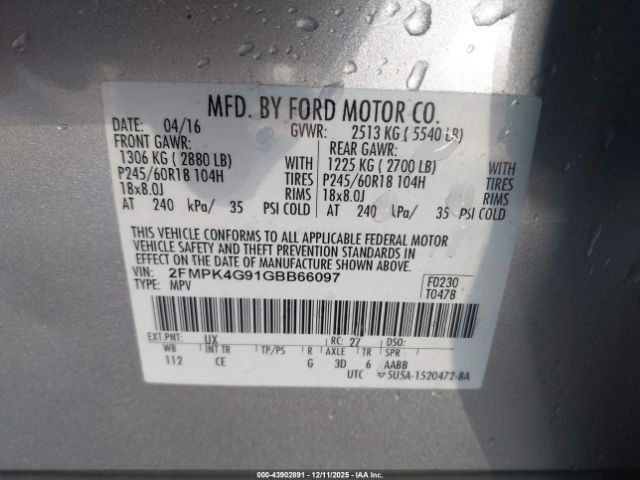 MFD. BY FORD MOTOR CO.
DATE: 04/16 GVWR: 2513 KG ( 5540 LB)
FRONT GAWR: REAR GAWR:
1306 KG ( 2880 LB) WITH 1225 KG ( 2700 LB) WITH
P245/60R18 104H TIRES P245/60R18 104H TIRES
18x8.0J RIMS 18x8.0J RIMS
AT 240 kPa/ 35 PSI COLD AT 240 kPa/ 35 PSI COLD
THIS VEHICLE CONFORMS TO ALL APPLICABLE FEDERAL MOTOR
VEHICLE SAFETY AND THEFT PREVENTION STANDARDS IN
EFFECT ON THE DATE OF MANUFACTURE SHOWN ABOVE.
VIN: 2FMPK4G91GBB66097 F0230
TYPE: MPV T0478
EXT PNT: UX RC: 27 DSO:
WB INT TR TP/PS R AXLE TR SPR
112 CE G 3D 6 AABB
UTC 5U5A-1520472-BA
000-43902891 - 12/11/2025 - IAA Inc.